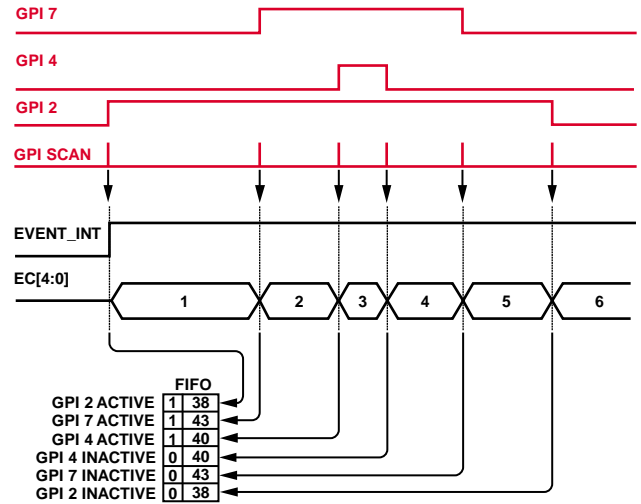 GPI 7
GPI 4
GPI 2
GPI SCAN
EVENT_INT
EC[4:0]
1 2 3 4 5 6
FIFO
GPI 2 ACTIVE 1 38
GPI 7 ACTIVE 1 43
GPI 4 ACTIVE 1 40
GPI 4 INACTIVE 0 40
GPI 7 INACTIVE 0 43
GPI 2 INACTIVE 0 38